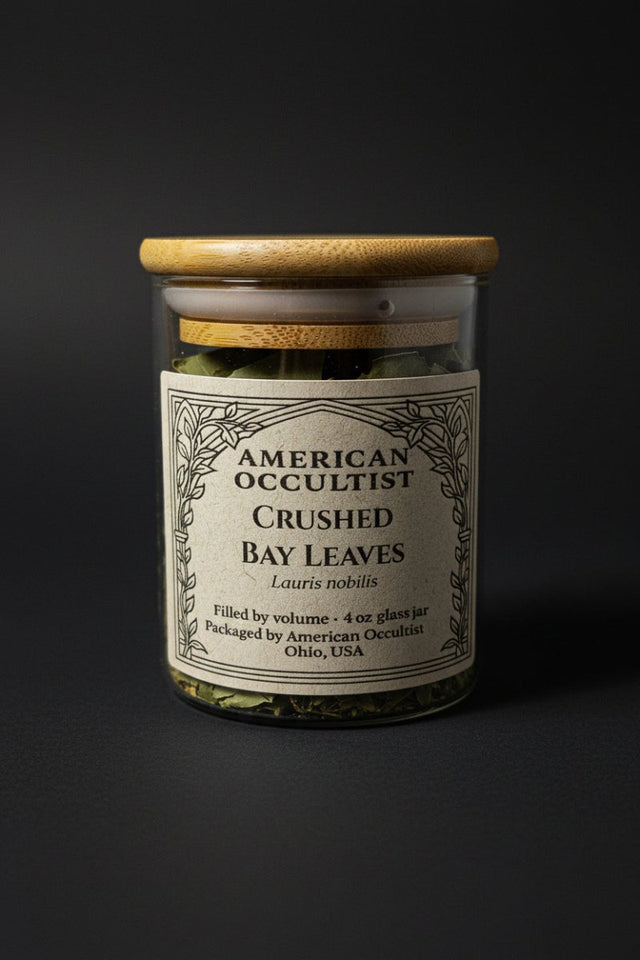 AMERICAN
OCCULTIST
CRUSHED
BAY LEAVES
Lauris nobilis
Filled by volume · 4 oz glass jar
Packaged by American Occultist
Ohio, USA